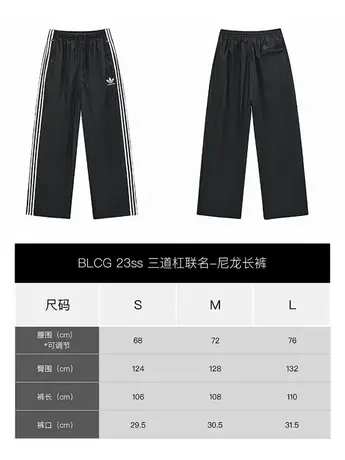 BLCG 23ss 三道杠联名-尼龙长裤
尺码 S M L
腰围（cm）
*可调节 68 72 76
臀围（cm） 124 128 132
裤长（cm） 106 108 110
裤口（cm） 29.5 30.5 31.5